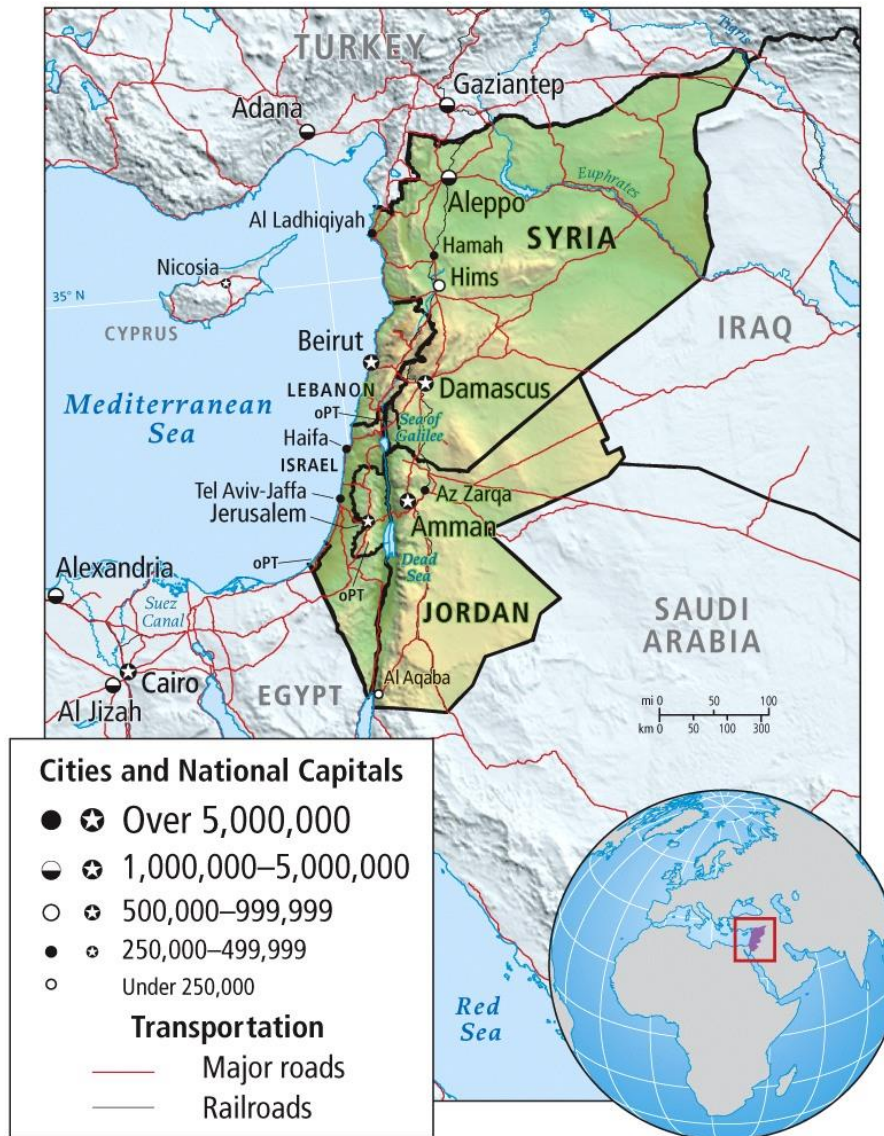 TURKEY
Tigris
Gaziantep
Adana
Euphrates
Aleppo
Al Ladhiqiyah
SYRIA
Hamah
Nicosia
Hims
35° N
CYPRUS
IRAQ
Beirut
Damascus
LEBANON
Mediterranean
Sea
oPT
Sea of
Galilee
Haifa
ISRAEL
Tel Aviv-Jaffa
Az Zarqa
Jerusalem
Amman
oPT
Dead
Sea
Alexandria
oPT
Suez
Canal
JORDAN
SAUDI
ARABIA
Cairo
EGYPT
Al Aqaba
Al Jizah
mi 0 50 100
km 0 50 100 300
Cities and National Capitals
Over 5,000,000
1,000,000–5,000,000
500,000–999,999
250,000–499,999
Under 250,000
Transportation
Major roads
Railroads
Red
Sea